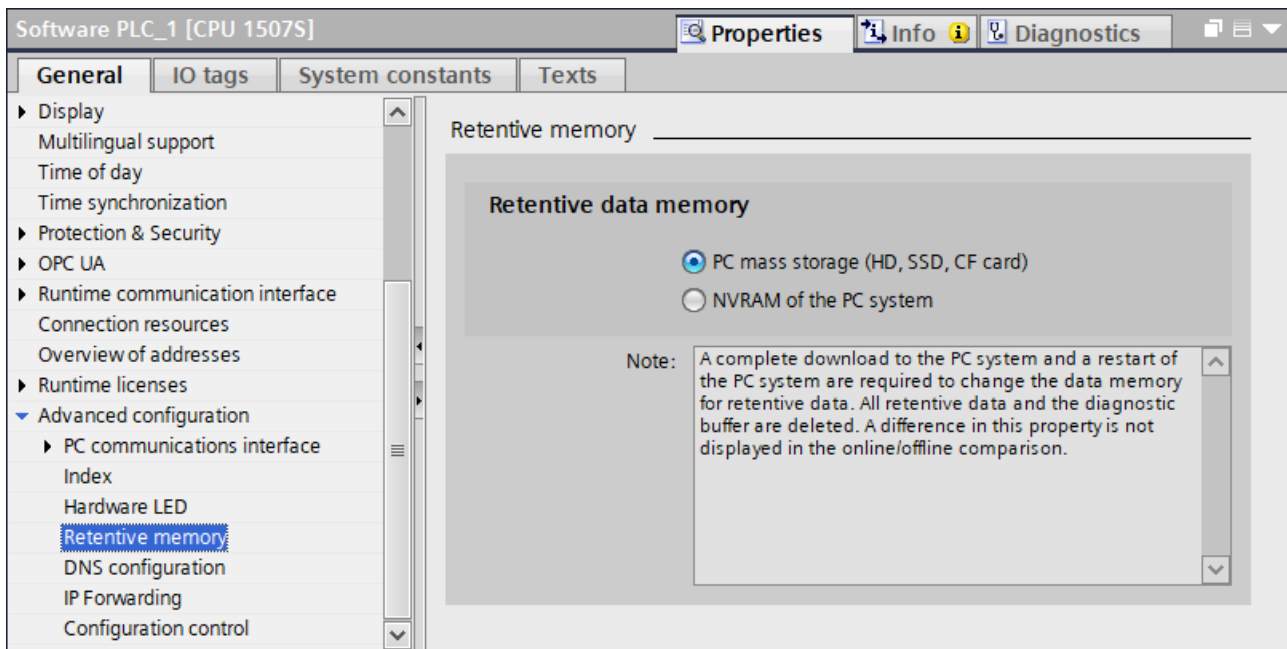 Software PLC_1 [CPU 1507S]
Properties
Info
Diagnostics
General
IO tags
System constants
Texts
Display
Multilingual support
Time of day
Time synchronization
Protection & Security
OPC UA
Runtime communication interface
Connection resources
Overview of addresses
Runtime licenses
Advanced configuration
PC communications interface
Index
Hardware LED
Retentive memory
DNS configuration
IP Forwarding
Configuration control
Retentive memory
Retentive data memory
PC mass storage (HD, SSD, CF card)
NVRAM of the PC system
Note:
A complete download to the PC system and a restart of
the PC system are required to change the data memory
for retentive data. All retentive data and the diagnostic
buffer are deleted. A difference in this property is not
displayed in the online/offline comparison.